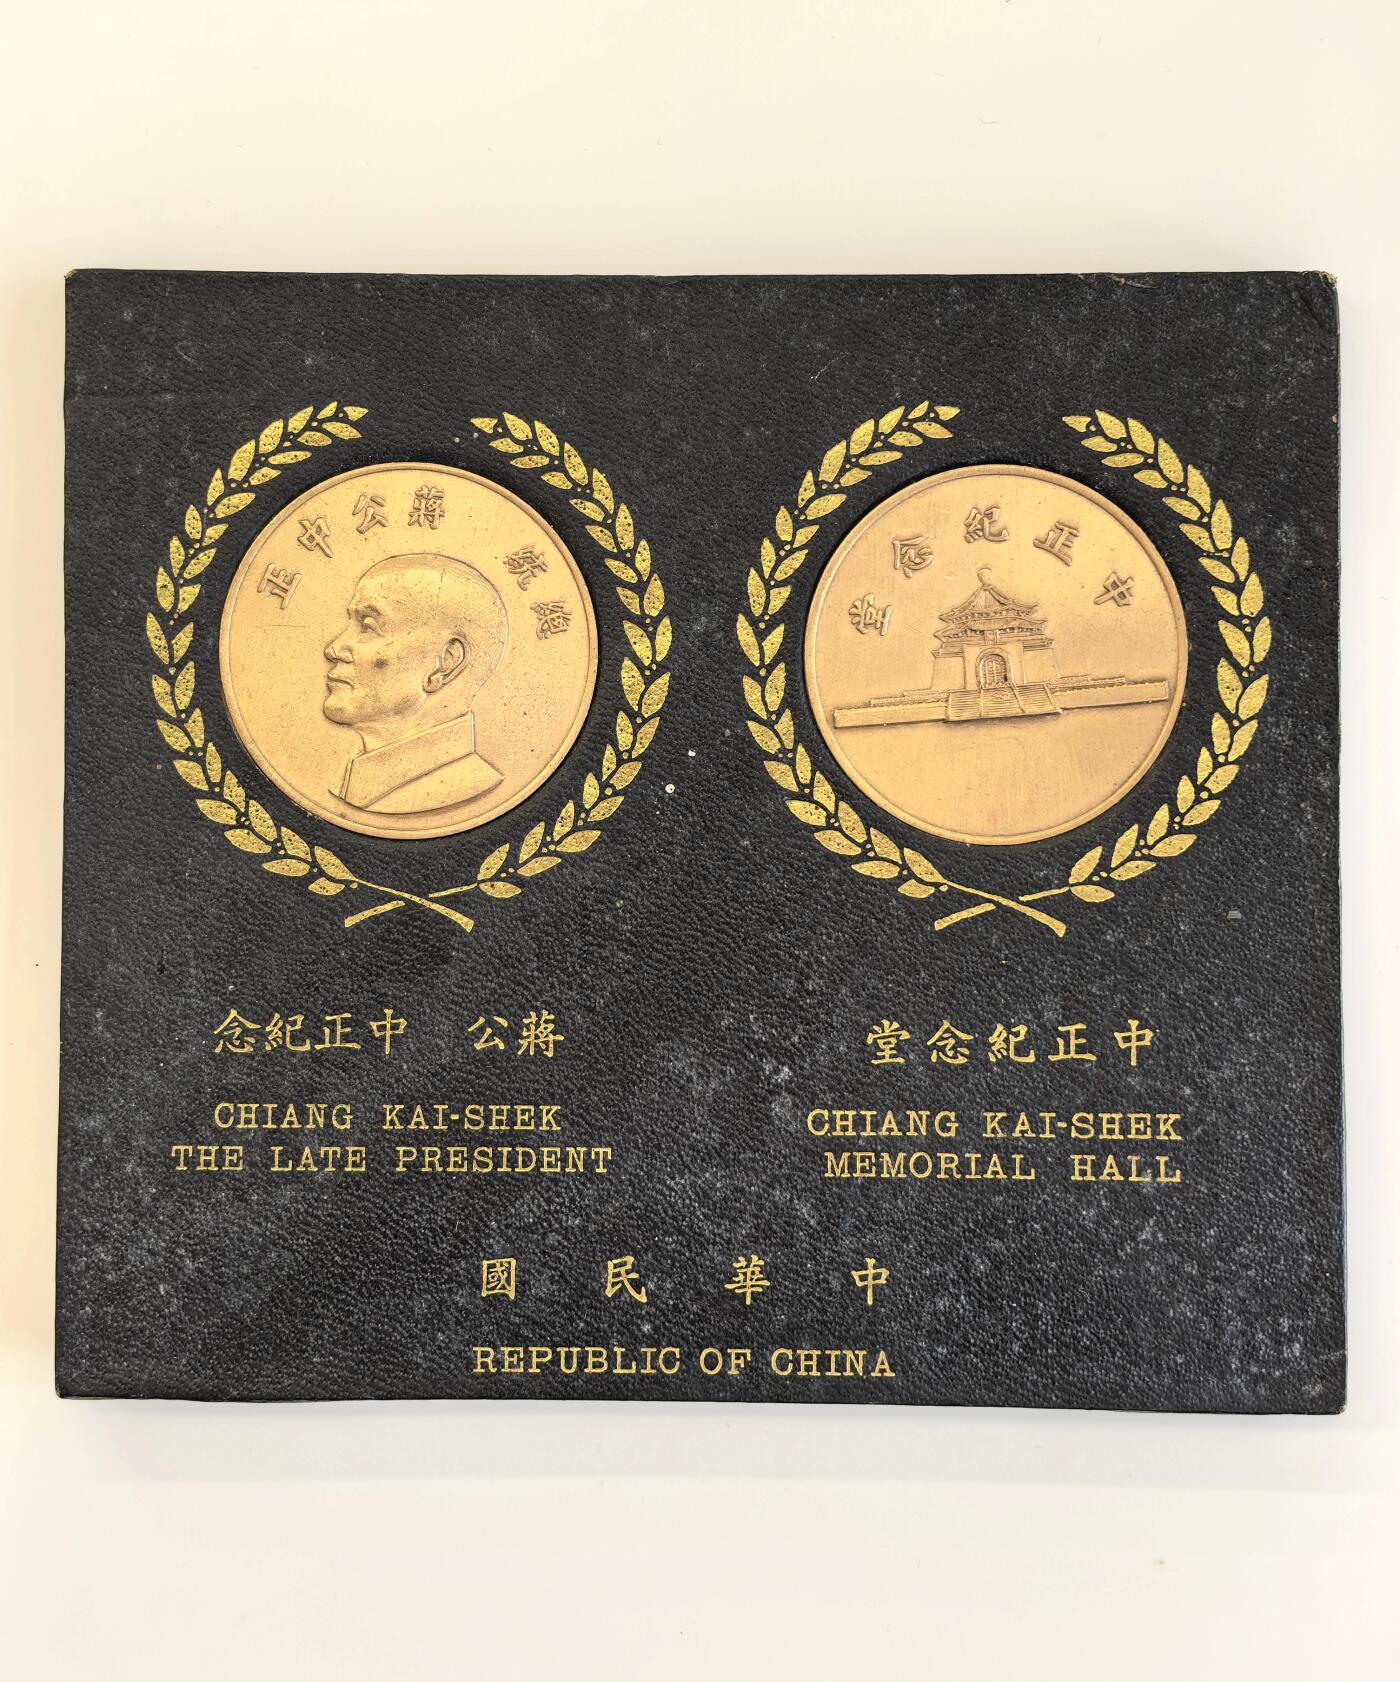 總統 蔣公中正
中正紀念堂
蔣公 中正紀念
CHIANG KAI-SHEK
THE LATE PRESIDENT
中正紀念堂
CHIANG KAI-SHEK
MEMORIAL HALL
中華民國
REPUBLIC OF CHINA